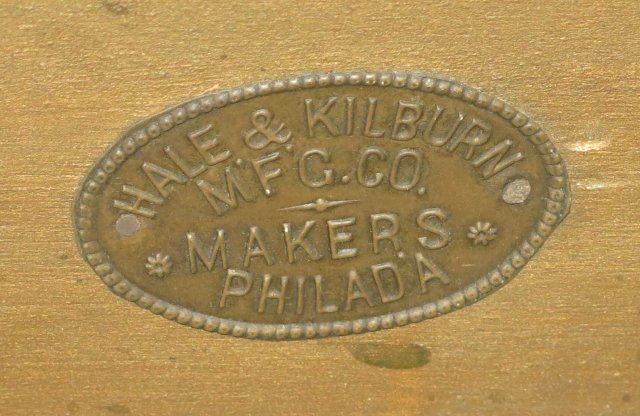 HALE & KILBURN
M.F.G. CO.
MAKERS
PHILADA